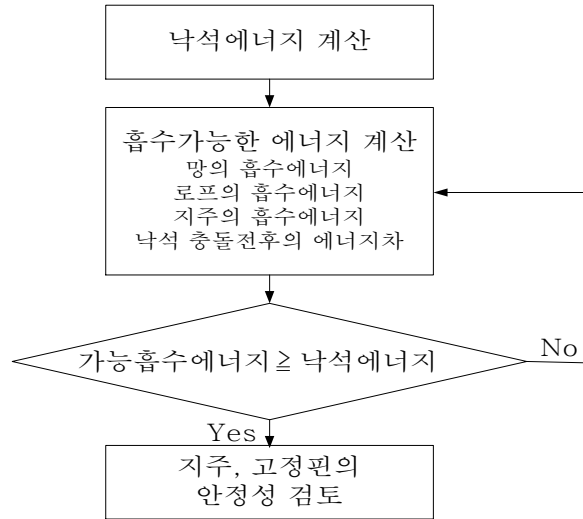 낙석에너지 계산
흡수가능한 에너지 계산
망의 흡수에너지
로프의 흡수에너지
지주의 흡수에너지
낙석 충돌전후의 에너지차
가능흡수에너지≧낙석에너지
No
Yes
지주, 고정핀의
안정성 검토